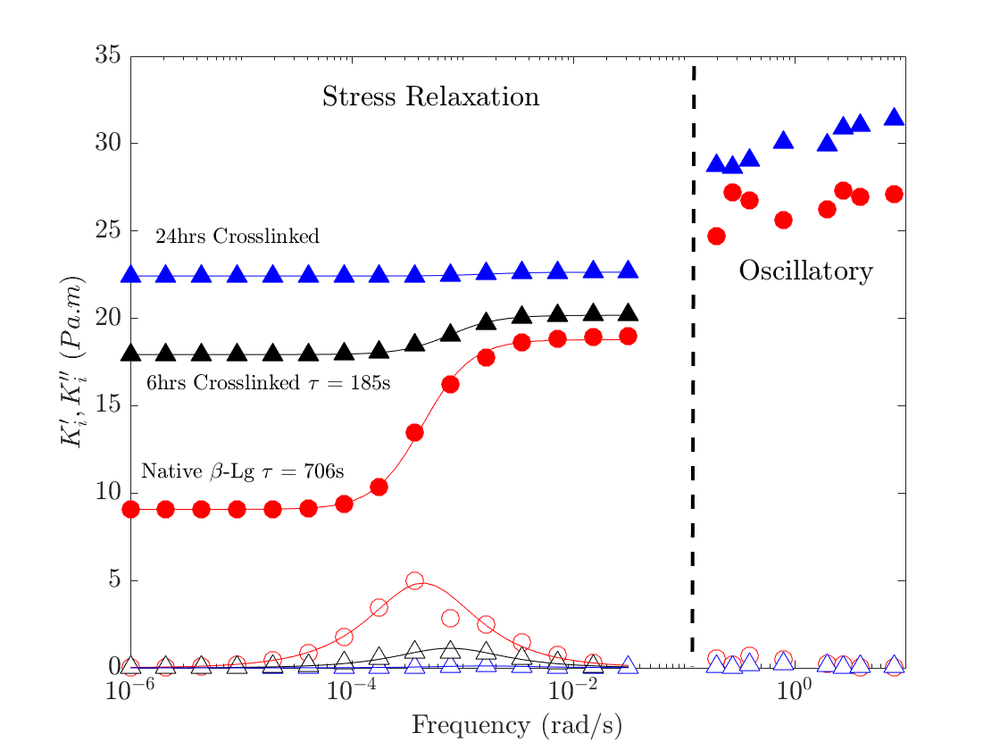 35
30
25
20
15
10
5
0
K'ᵢ, K''ᵢ (Pa.m)
Stress Relaxation
24hrs Crosslinked
Oscillatory
6hrs Crosslinked τ = 185s
Native β-Lg τ = 706s
10⁻⁶ 10⁻⁴ 10⁻² 10⁰
Frequency (rad/s)